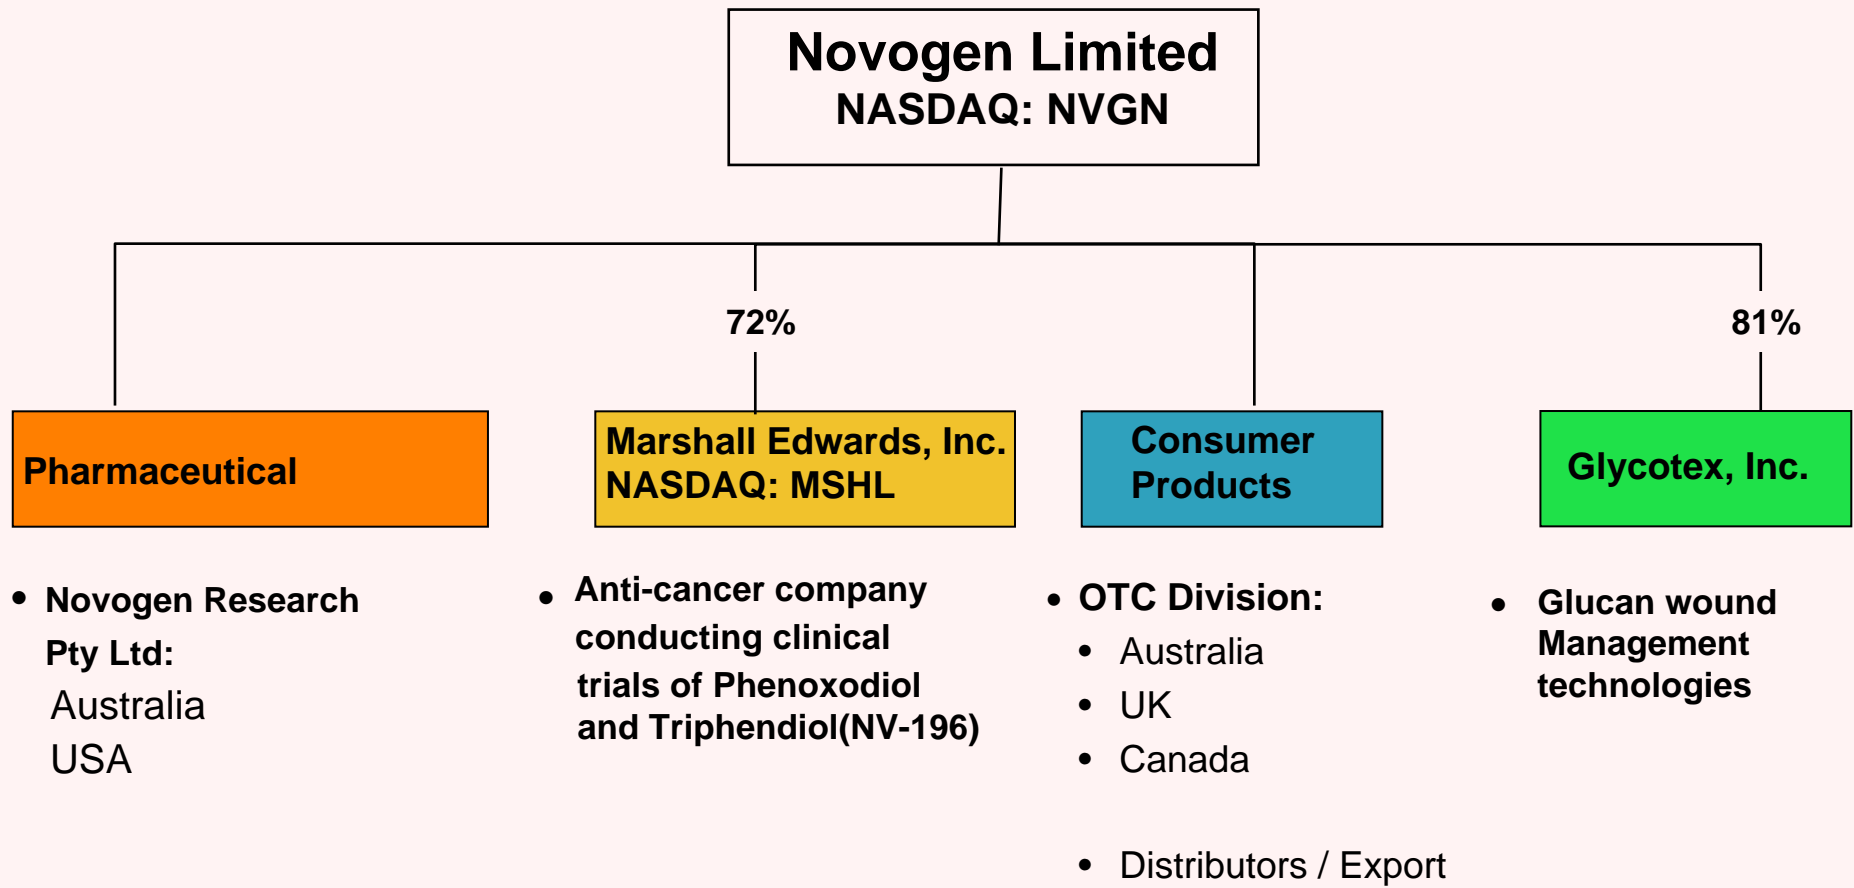 Novogen Limited
NASDAQ: NVGN
72%
81%
Pharmaceutical
Marshall Edwards, Inc.
NASDAQ: MSHL
Consumer
Products
Glycotex, Inc.
• Novogen Research
Pty Ltd:
Australia
USA
• Anti-cancer company
conducting clinical
trials of Phenoxodiol
and Triphendiol(NV-196)
• OTC Division:
• Australia
• UK
• Canada
• Distributors / Export
• Glucan wound
Management
technologies